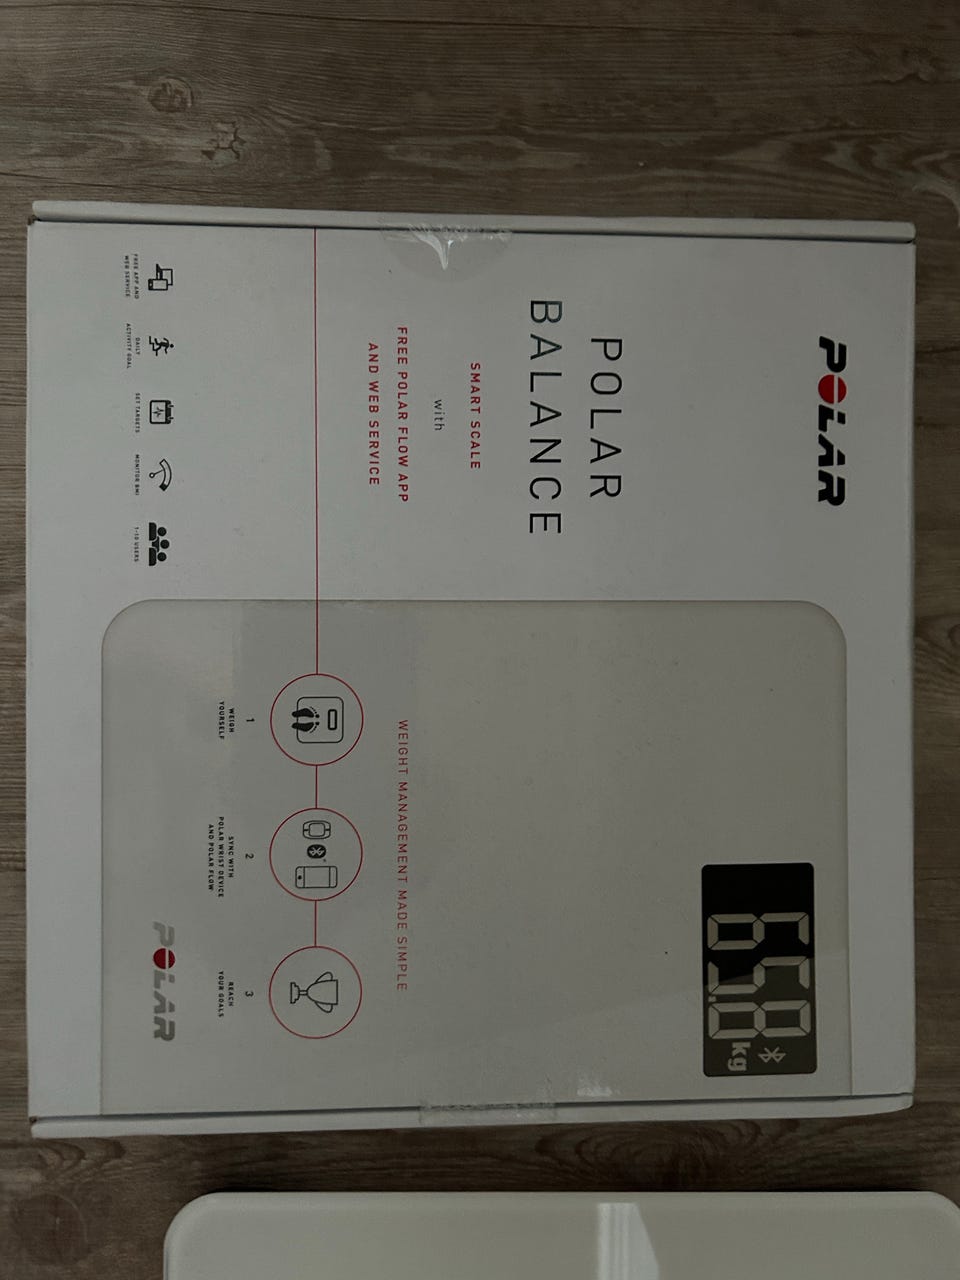 POLAR
POLAR
BALANCE
SMART SCALE
with
FREE POLAR FLOW APP
AND WEB SERVICE
FREE APP AND
WEB SERVICE
DAILY
ACTIVITY GOAL
SET TARGETS
MONITOR BMI
1-10 USERS
65.8
kg
WEIGHT MANAGEMENT MADE SIMPLE
1
WEIGH
YOURSELF
2
SYNC WITH
POLAR WRIST DEVICE
AND POLAR FLOW
3
REACH
YOUR GOALS
POLAR